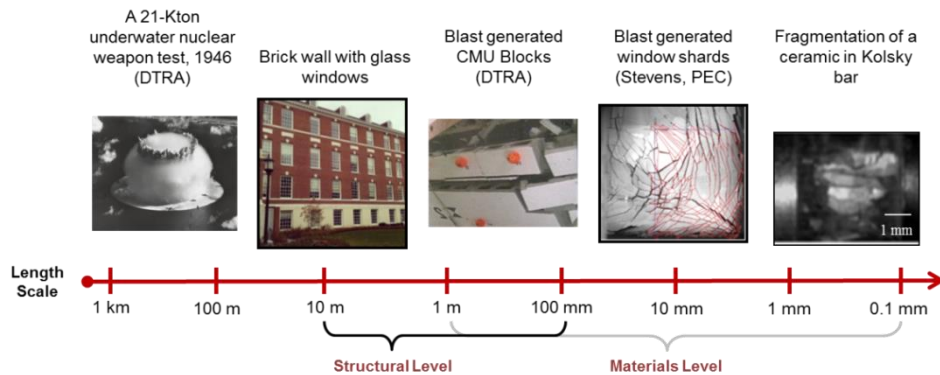 A 21-Kton
underwater nuclear
weapon test, 1946
(DTRA)
Brick wall with glass
windows
Blast generated
CMU Blocks
(DTRA)
Blast generated
window shards
(Stevens, PEC)
Fragmentation of a
ceramic in Kolsky
bar
1 mm
Length
Scale
1 km
100 m
10 m
1 m
100 mm
10 mm
1 mm
0.1 mm
Structural Level
Materials Level